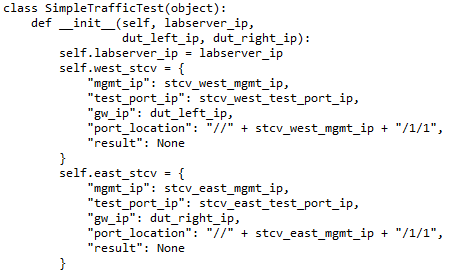 class SimpleTrafficTest(object):
    def __init__(self, labserver_ip,
                 dut_left_ip, dut_right_ip):
        self.labserver_ip = labserver_ip
        self.west_stcv = {
            "mgmt_ip": stcv_west_mgmt_ip,
            "test_port_ip": stcv_west_test_port_ip,
            "gw_ip": dut_left_ip,
            "port_location": "//" + stcv_west_mgmt_ip + "/1/1",
            "result": None
        }
        self.east_stcv = {
            "mgmt_ip": stcv_east_mgmt_ip,
            "test_port_ip": stcv_east_test_port_ip,
            "gw_ip": dut_right_ip,
            "port_location": "//" + stcv_east_mgmt_ip + "/1/1",
            "result": None
        }